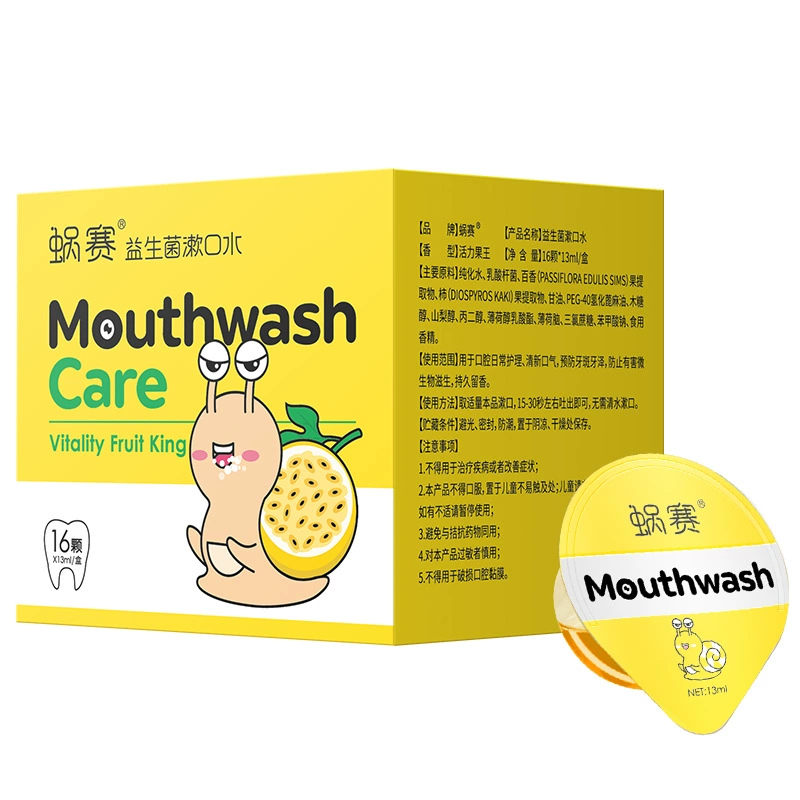 蜗赛® 益生菌漱口水
Mouthwash
Care
Vitality Fruit King
16颗
X13ml/盒
【品 牌】蜗赛® 【产品名称】益生菌漱口水
【香 型】活力果王 【净 含 量】16颗*13ml/盒
【主要原料】纯化水、乳酸杆菌、百香(PASSIFLORA EDULIS SIMS)果提
取物、柿(DIOSPYROS KAKI)果提取物、甘油、PEG-40氢化蓖麻油、木糖
醇、山梨醇、丙二醇、薄荷醇乳酸酯、薄荷脑、三氯蔗糖、苯甲酸钠、食用
香精。
【使用范围】用于口腔日常护理、清新口气，预防牙斑牙渍，防止有害微
生物滋生，持久留香。
【使用方法】取适量本品漱口，15-30秒左右吐出即可，无需清水漱口。
【贮藏条件】避光、密封，防潮，置于阴凉、干燥处保存。
【注意事项】
1.不得用于治疗疾病或者改善症状；
2.本产品不得口服，置于儿童不易触及处；儿童
如有不适请暂停使用；
3.避免与拮抗药物同用；
4.对本产品过敏者慎用；
5.不得用于破损口腔黏膜。
蜗赛®
Mouthwash
NET:13ml